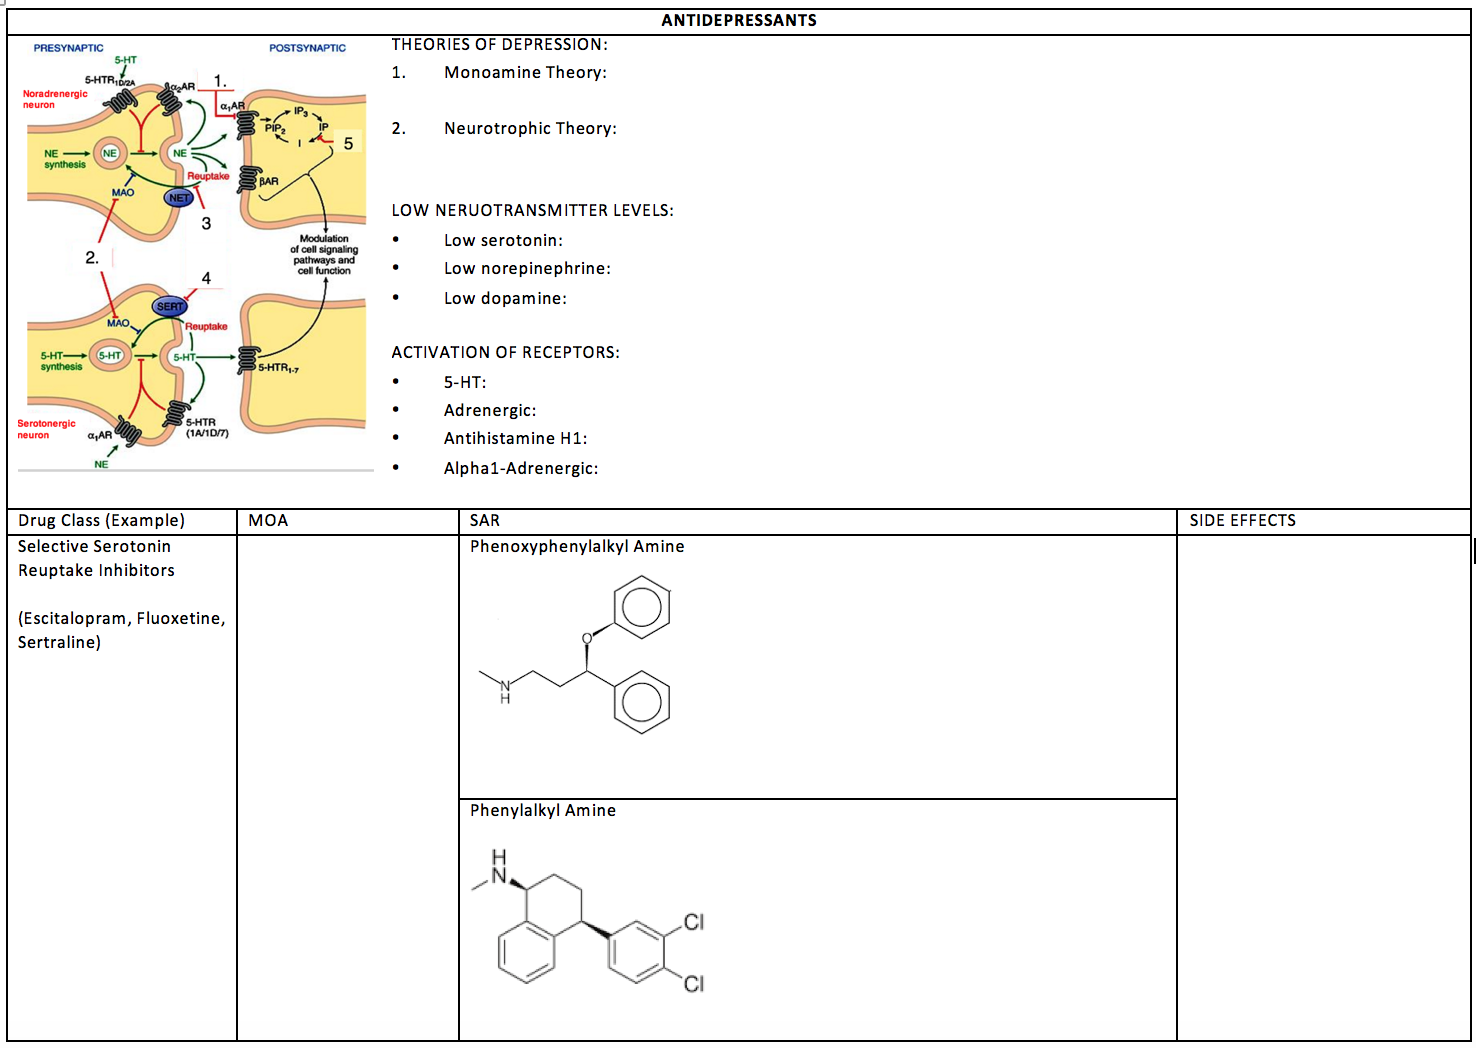 ANTIDEPRESSANTS
PRESYNAPTIC
POSTSYNAPTIC
5-HT
5-HTR1D/2A
α2AR
1.
Noradrenergic
neuron
α1AR
IP3
PIP2
IP
I
5
NE
synthesis
NE
NE
Reuptake
MAO
NET
βAR
3
2.
Modulation
of cell signaling
pathways and
cell function
4
SERT
MAO
Reuptake
5-HT
synthesis
5-HT
5-HT
5-HTR1-7
Serotonergic
neuron
α1AR
5-HTR
(1A/1D/7)
NE
THEORIES OF DEPRESSION:
1. Monoamine Theory:
2. Neurotrophic Theory:
LOW NERUOTRANSMITTER LEVELS:
• Low serotonin:
• Low norepinephrine:
• Low dopamine:
ACTIVATION OF RECEPTORS:
• 5-HT:
• Adrenergic:
• Antihistamine H1:
• Alpha1-Adrenergic:
Drug Class (Example) MOA SAR SIDE EFFECTS
Selective Serotonin
Reuptake Inhibitors
(Escitalopram, Fluoxetine,
Sertraline)
Phenoxyphenylalkyl Amine
O
N
H
Phenylalkyl Amine
H
N
Cl
Cl